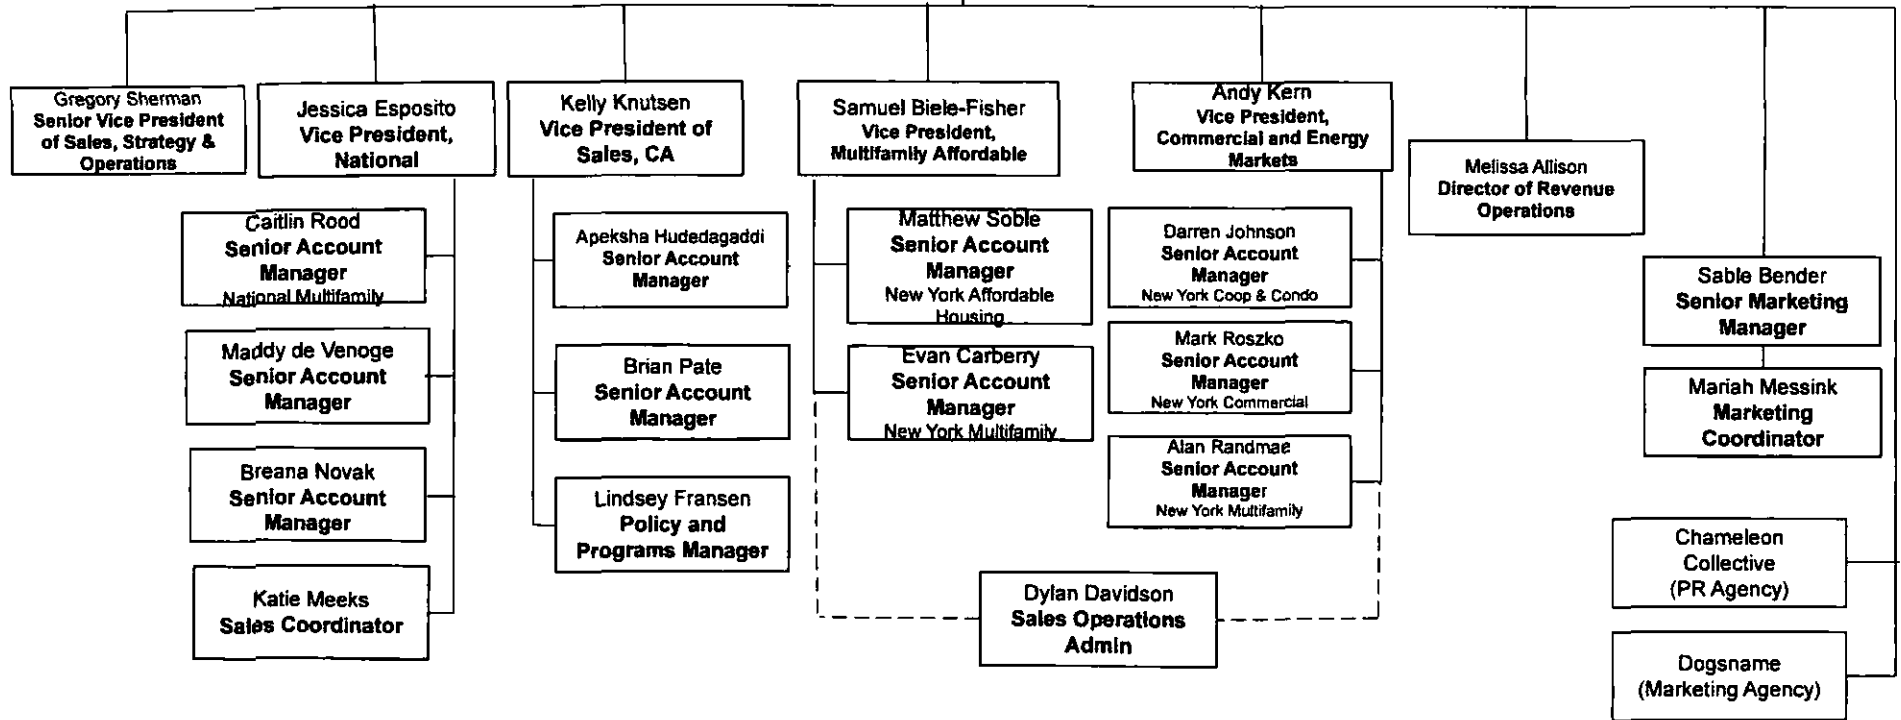 Gregory Sherman
Senior Vice President
of Sales, Strategy &
Operations
Jessica Esposito
Vice President,
National
Kelly Knutsen
Vice President of
Sales, CA
Samuel Biele-Fisher
Vice President,
Multifamily Affordable
Andy Kern
Vice President,
Commercial and Energy
Markets
Melissa Allison
Director of Revenue
Operations
Caitlin Rood
Senior Account
Manager
National Multifamily
Maddy de Venoge
Senior Account
Manager
Breana Novak
Senior Account
Manager
Katie Meeks
Sales Coordinator
Apeksha Hudedagaddi
Senior Account
Manager
Brian Pate
Senior Account
Manager
Lindsey Fransen
Policy and
Programs Manager
Matthew Soble
Senior Account
Manager
New York Affordable
Housing
Evan Carberry
Senior Account
Manager
New York Multifamily
Darren Johnson
Senior Account
Manager
New York Coop & Condo
Mark Roszko
Senior Account
Manager
New York Commercial
Alan Randmae
Senior Account
Manager
New York Multifamily
Dylan Davidson
Sales Operations
Admin
Sable Bender
Senior Marketing
Manager
Mariah Messink
Marketing
Coordinator
Chameleon
Collective
(PR Agency)
Dogsname
(Marketing Agency)